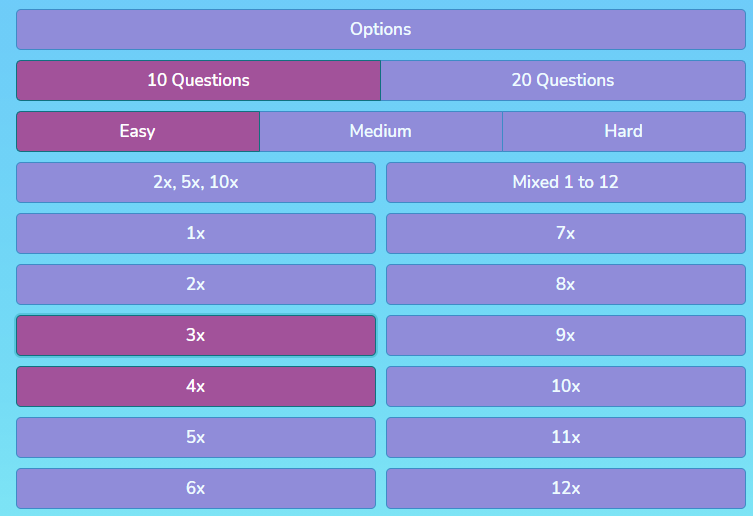 Options
10 Questions
20 Questions
Easy
Medium
Hard
2x, 5x, 10x
Mixed 1 to 12
1x
7x
2x
8x
3x
9x
4x
10x
5x
11x
6x
12x